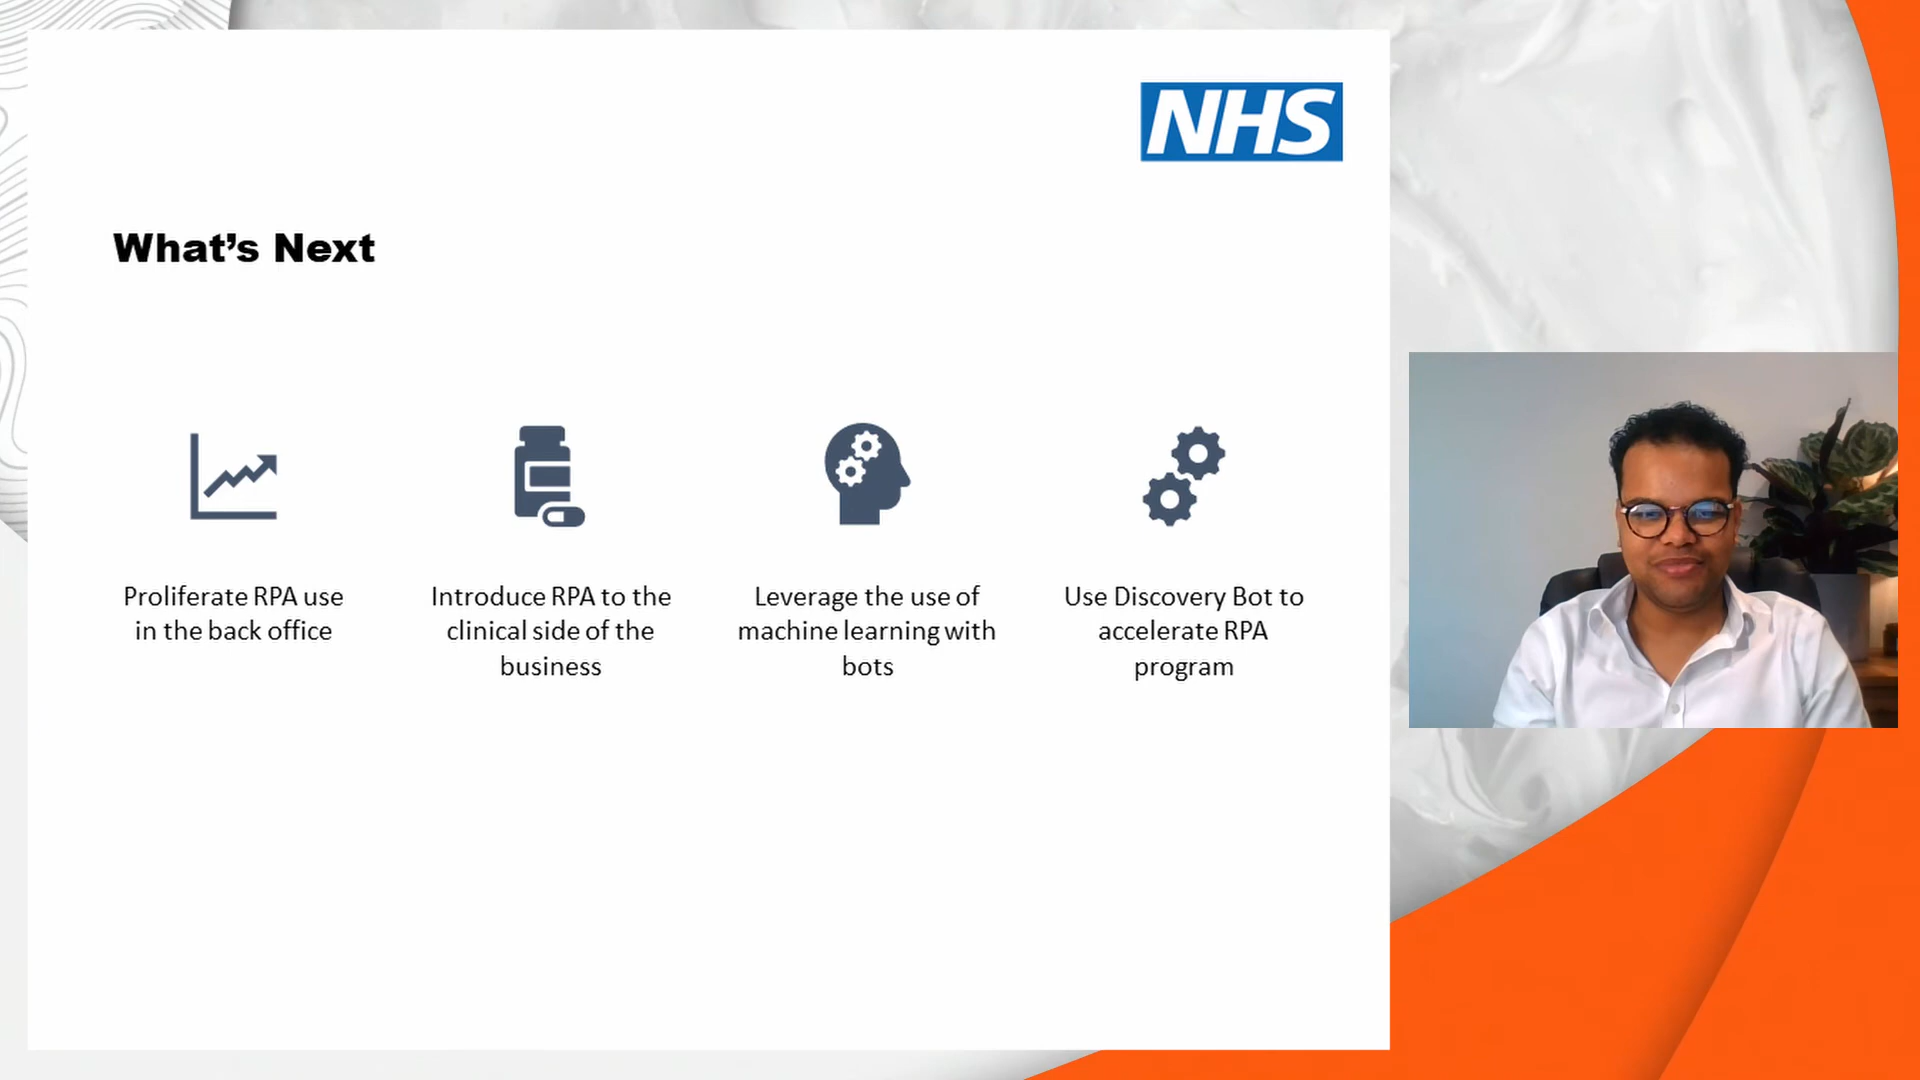 NHS
What’s Next
Proliferate RPA use
in the back office
Introduce RPA to the
clinical side of the
business
Leverage the use of
machine learning with
bots
Use Discovery Bot to
accelerate RPA
program